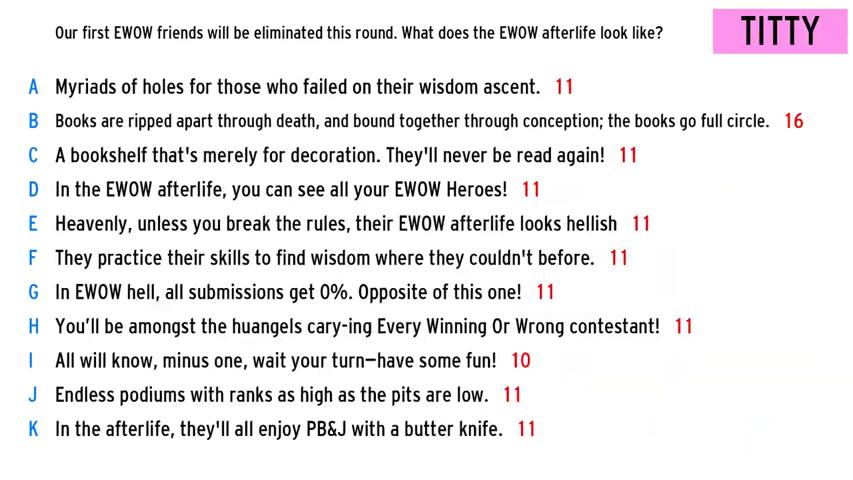 Our first EWOW friends will be eliminated this round. What does the EWOW afterlife look like?
TITTY
A Myriads of holes for those who failed on their wisdom ascent. 11
B Books are ripped apart through death, and bound together through conception; the books go full circle. 16
C A bookshelf that's merely for decoration. They'll never be read again! 11
D In the EWOW afterlife, you can see all your EWOW Heroes! 11
E Heavenly, unless you break the rules, their EWOW afterlife looks hellish 11
F They practice their skills to find wisdom where they couldn't before. 11
G In EWOW hell, all submissions get 0%. Opposite of this one! 11
H You’ll be amongst the huangels cary-ing Every Winning Or Wrong contestant! 11
I All will know, minus one, wait your turn—have some fun! 10
J Endless podiums with ranks as high as the pits are low. 11
K In the afterlife, they'll all enjoy PB&J with a butter knife. 11